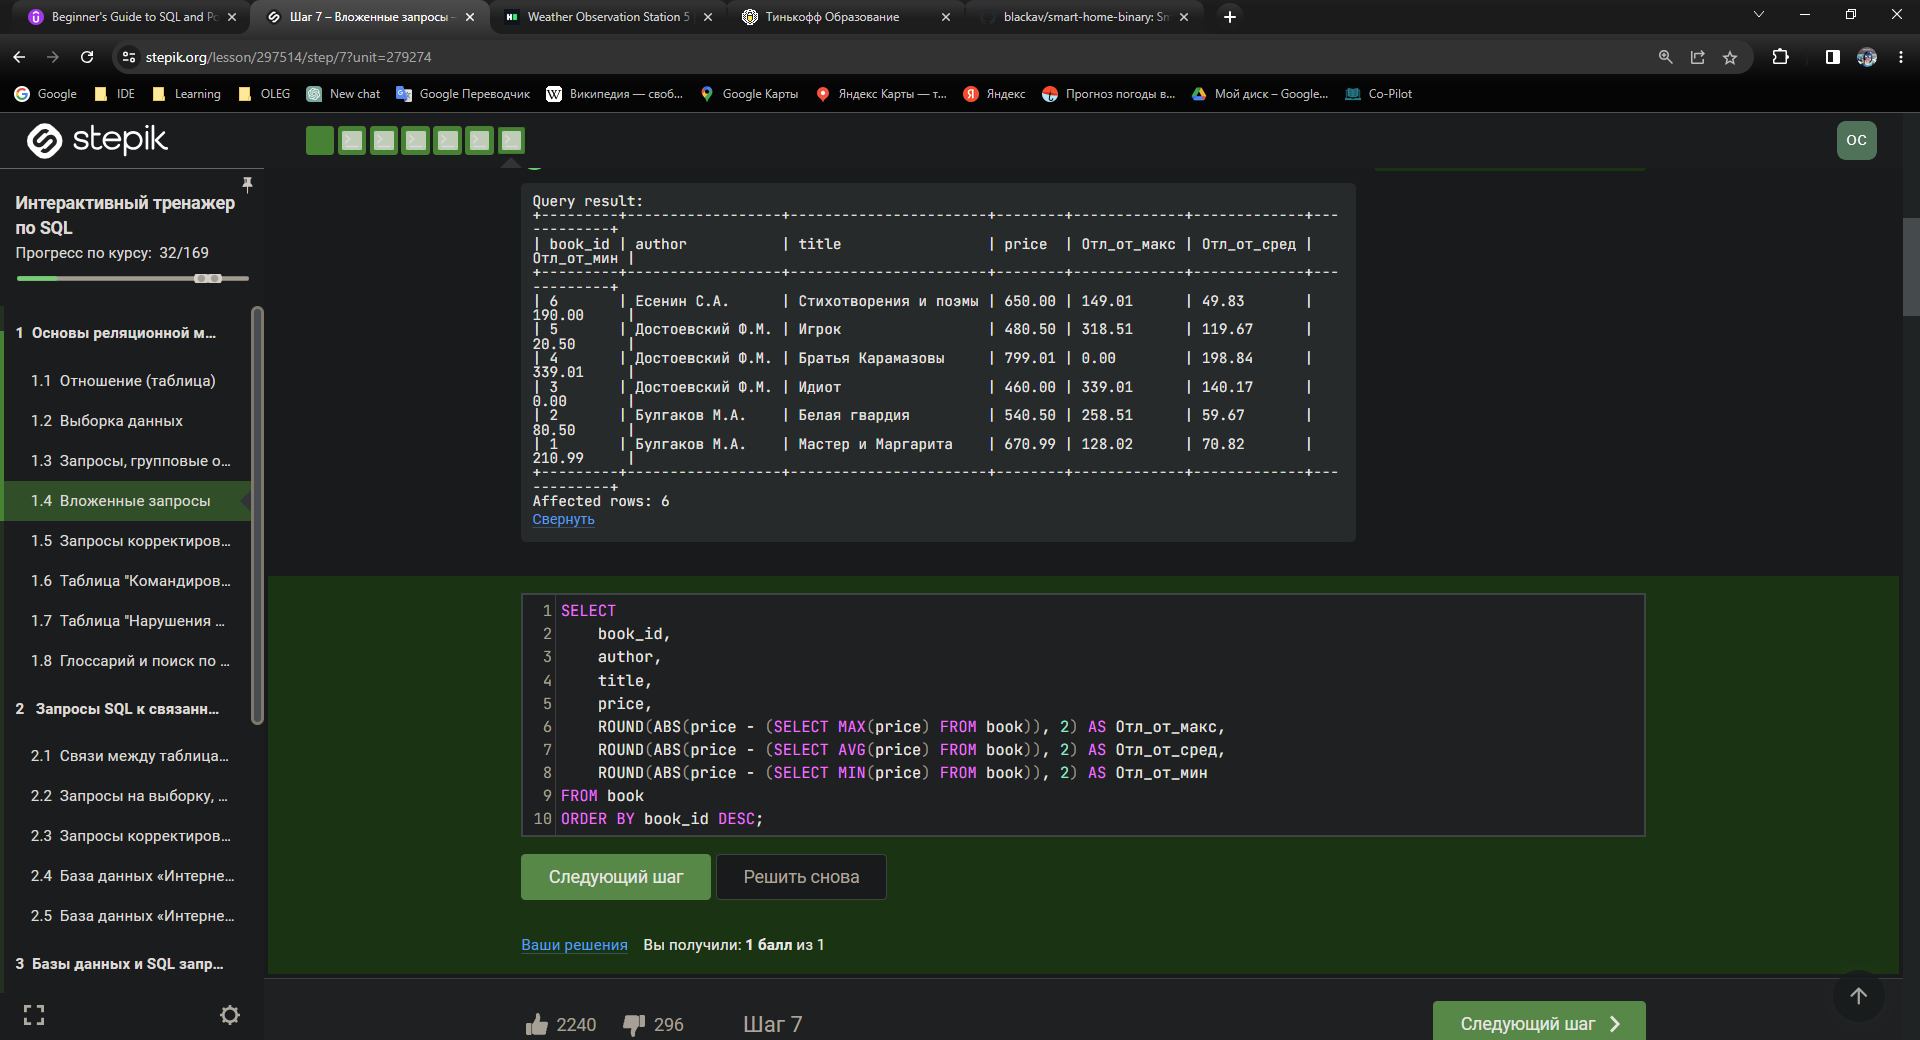 Beginner's Guide to SQL and Po
Шаг 7 – Вложенные запросы –
Weather Observation Station 5
Тинькофф Образование
blackav/smart-home-binary: Sm
stepik.org/lesson/297514/step/7?unit=279274
Google
IDE
Learning
OLEG
New chat
Google Переводчик
Википедия — своб...
Google Карты
Яндекс Карты — т...
Яндекс
Прогноз погоды в...
Мой диск – Google...
Co-Pilot
stepik
OC
Интерактивный тренажер
по SQL
Прогресс по курсу: 32/169
1 Основы реляционной м...
1.1 Отношение (таблица)
1.2 Выборка данных
1.3 Запросы, групповые о...
1.4 Вложенные запросы
1.5 Запросы корректиров...
1.6 Таблица "Командиров...
1.7 Таблица "Нарушения ...
1.8 Глоссарий и поиск по ...
2 Запросы SQL к связанн...
2.1 Связи между таблица...
2.2 Запросы на выборку, ...
2.3 Запросы корректиров...
2.4 База данных «Интерне...
2.5 База данных «Интерне...
3 Базы данных и SQL запр...
Query result:
+---------+------------------+-----------------------+--------+-------------+-------------+---
---------+
| book_id | author           | title                 | price  | Отл_от_макс | Отл_от_сред |
Отл_от_мин |
+---------+------------------+-----------------------+--------+-------------+-------------+---
---------+
| 6       | Есенин С.А.      | Стихотворения и поэмы | 650.00 | 149.01      | 49.83       |
190.00     |
| 5       | Достоевский Ф.М. | Игрок                 | 480.50 | 318.51      | 119.67      |
20.50      |
| 4       | Достоевский Ф.М. | Братья Карамазовы     | 799.01 | 0.00        | 198.84      |
339.01     |
| 3       | Достоевский Ф.М. | Идиот                 | 460.00 | 339.01      | 140.17      |
0.00       |
| 2       | Булгаков М.А.    | Белая гвардия         | 540.50 | 258.51      | 59.67       |
80.50      |
| 1       | Булгаков М.А.    | Мастер и Маргарита    | 670.99 | 128.02      | 70.82       |
210.99     |
+---------+------------------+-----------------------+--------+-------------+-------------+---
---------+
Affected rows: 6
Свернуть
1 SELECT
2     book_id,
3     author,
4     title,
5     price,
6     ROUND(ABS(price - (SELECT MAX(price) FROM book)), 2) AS Отл_от_макс,
7     ROUND(ABS(price - (SELECT AVG(price) FROM book)), 2) AS Отл_от_сред,
8     ROUND(ABS(price - (SELECT MIN(price) FROM book)), 2) AS Отл_от_мин
9 FROM book
10 ORDER BY book_id DESC;
Следующий шаг
Решить снова
Ваши решения Вы получили: 1 балл из 1
2240
296
Шаг 7
Следующий шаг